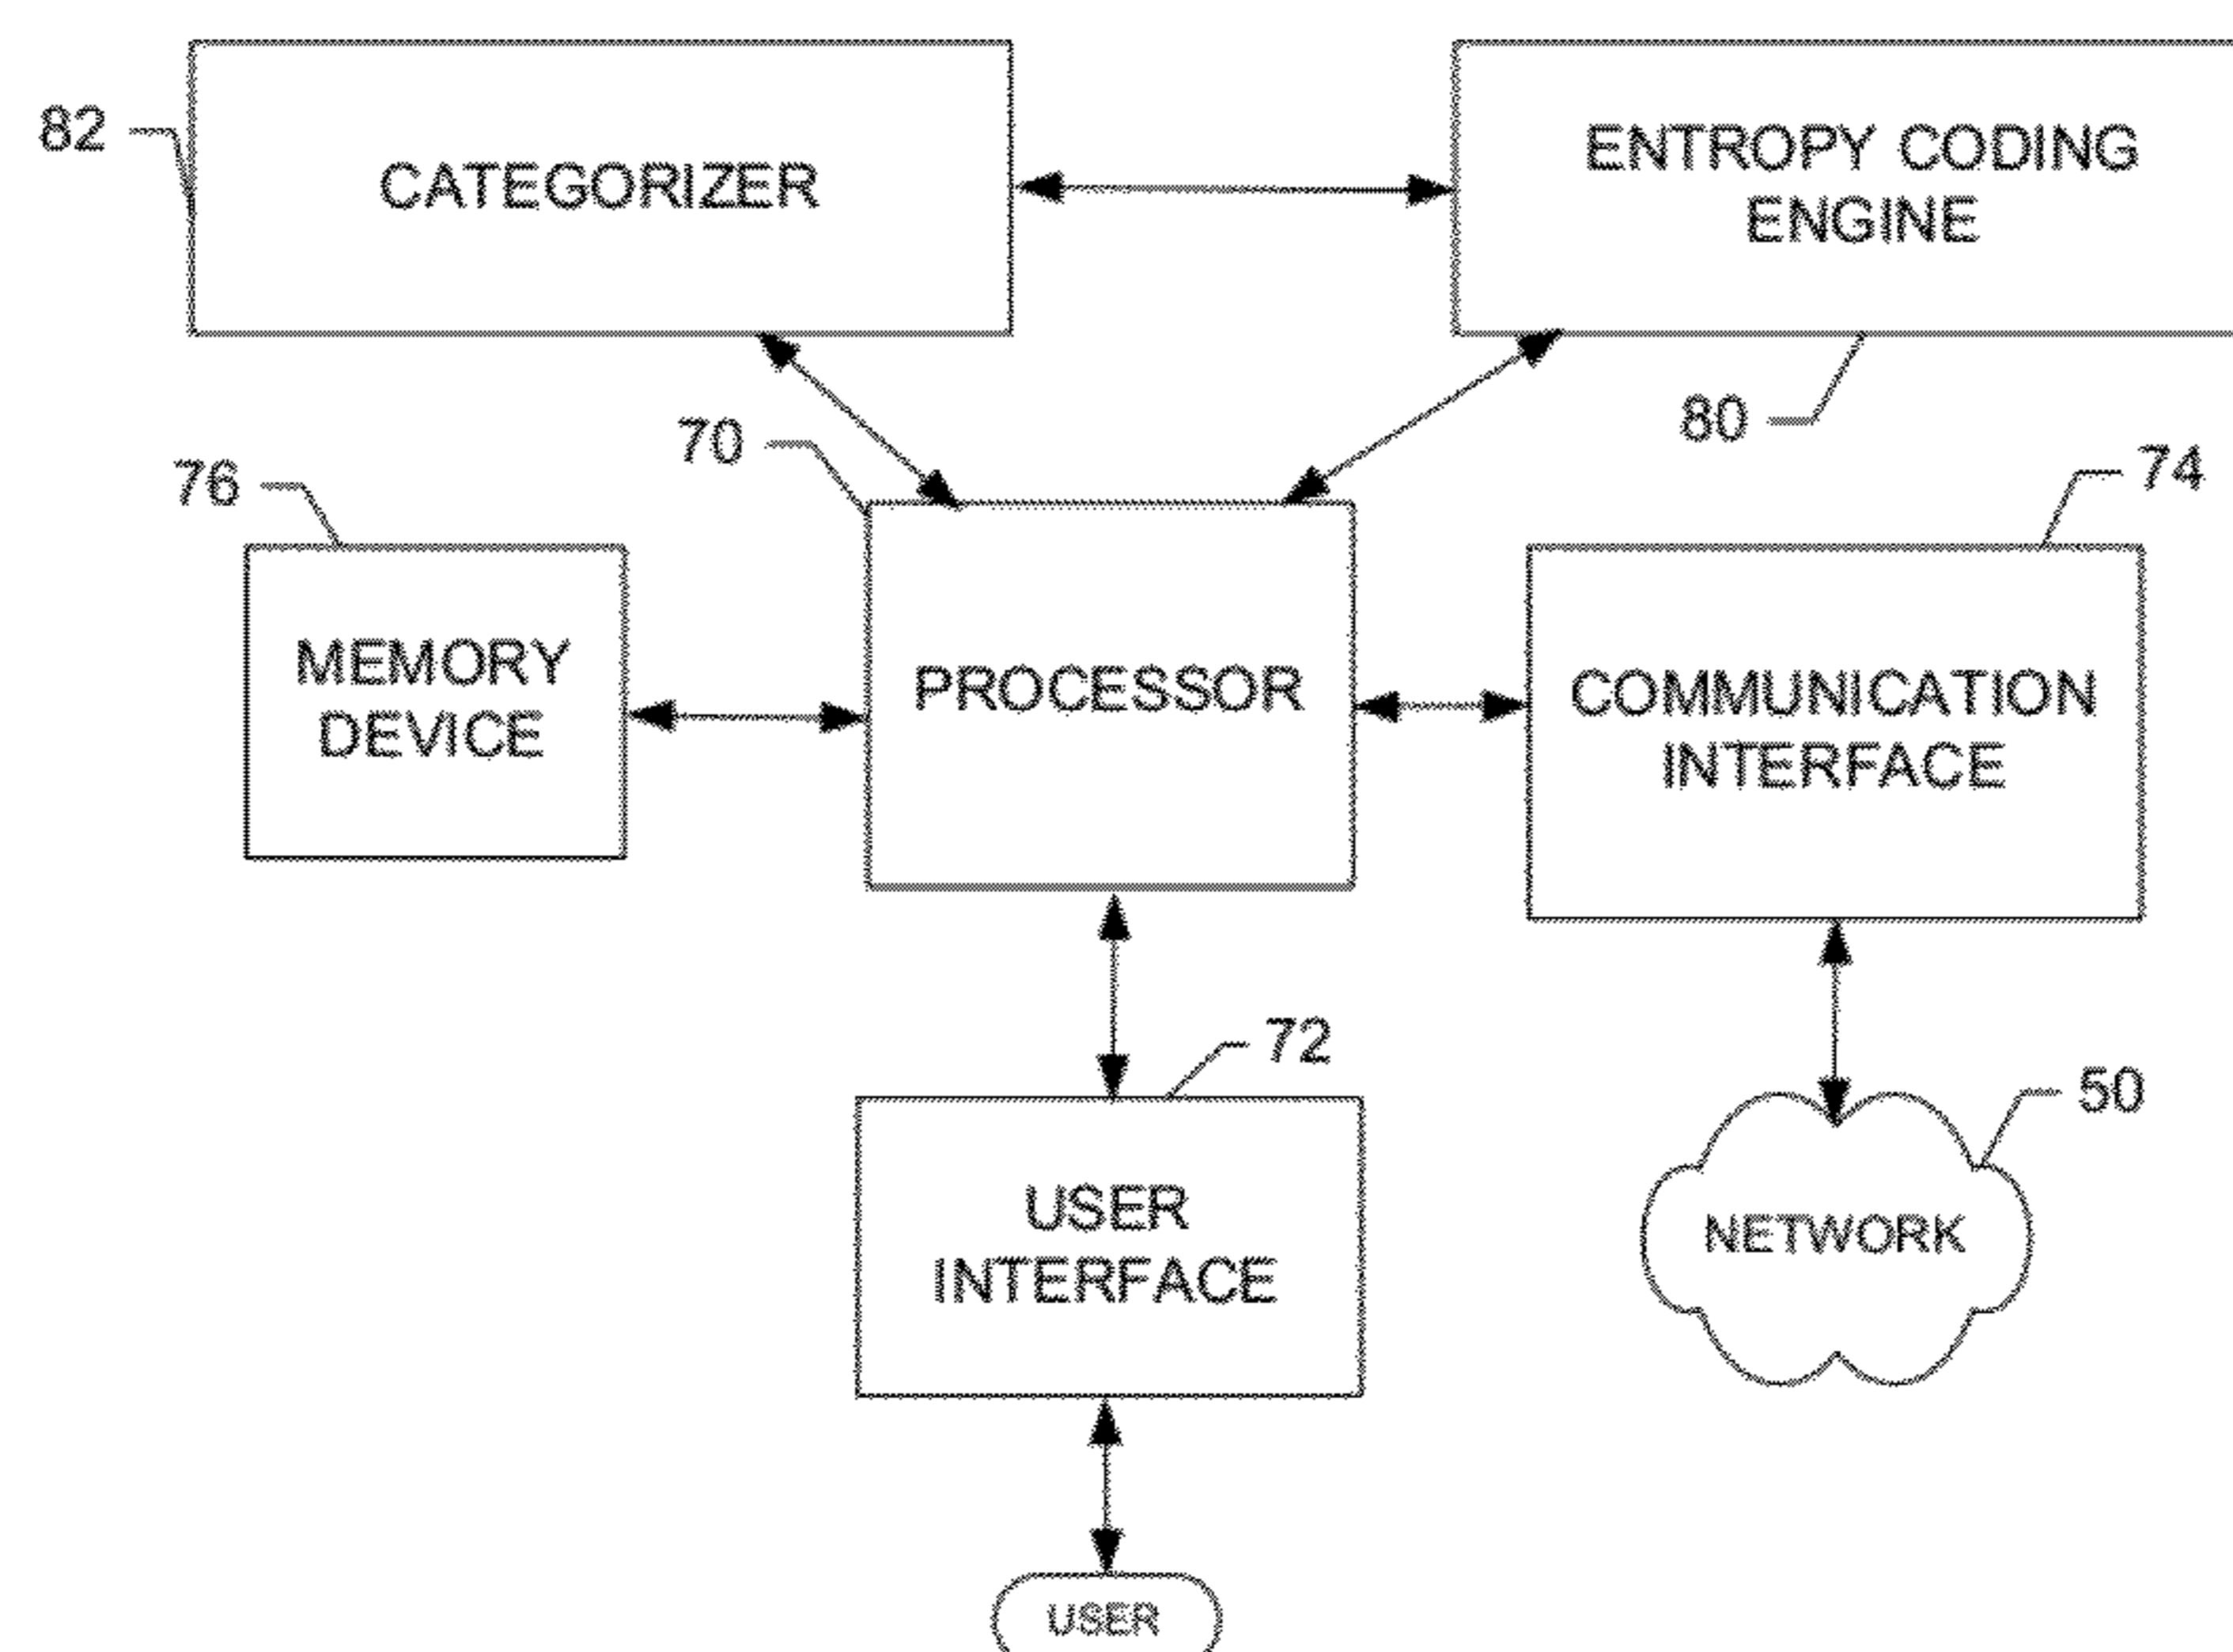 82
CATEGORIZER
ENTROPY CODING
ENGINE
80
70
76
74
MEMORY
DEVICE
PROCESSOR
COMMUNICATION
INTERFACE
72
50
USER
INTERFACE
NETWORK
USER